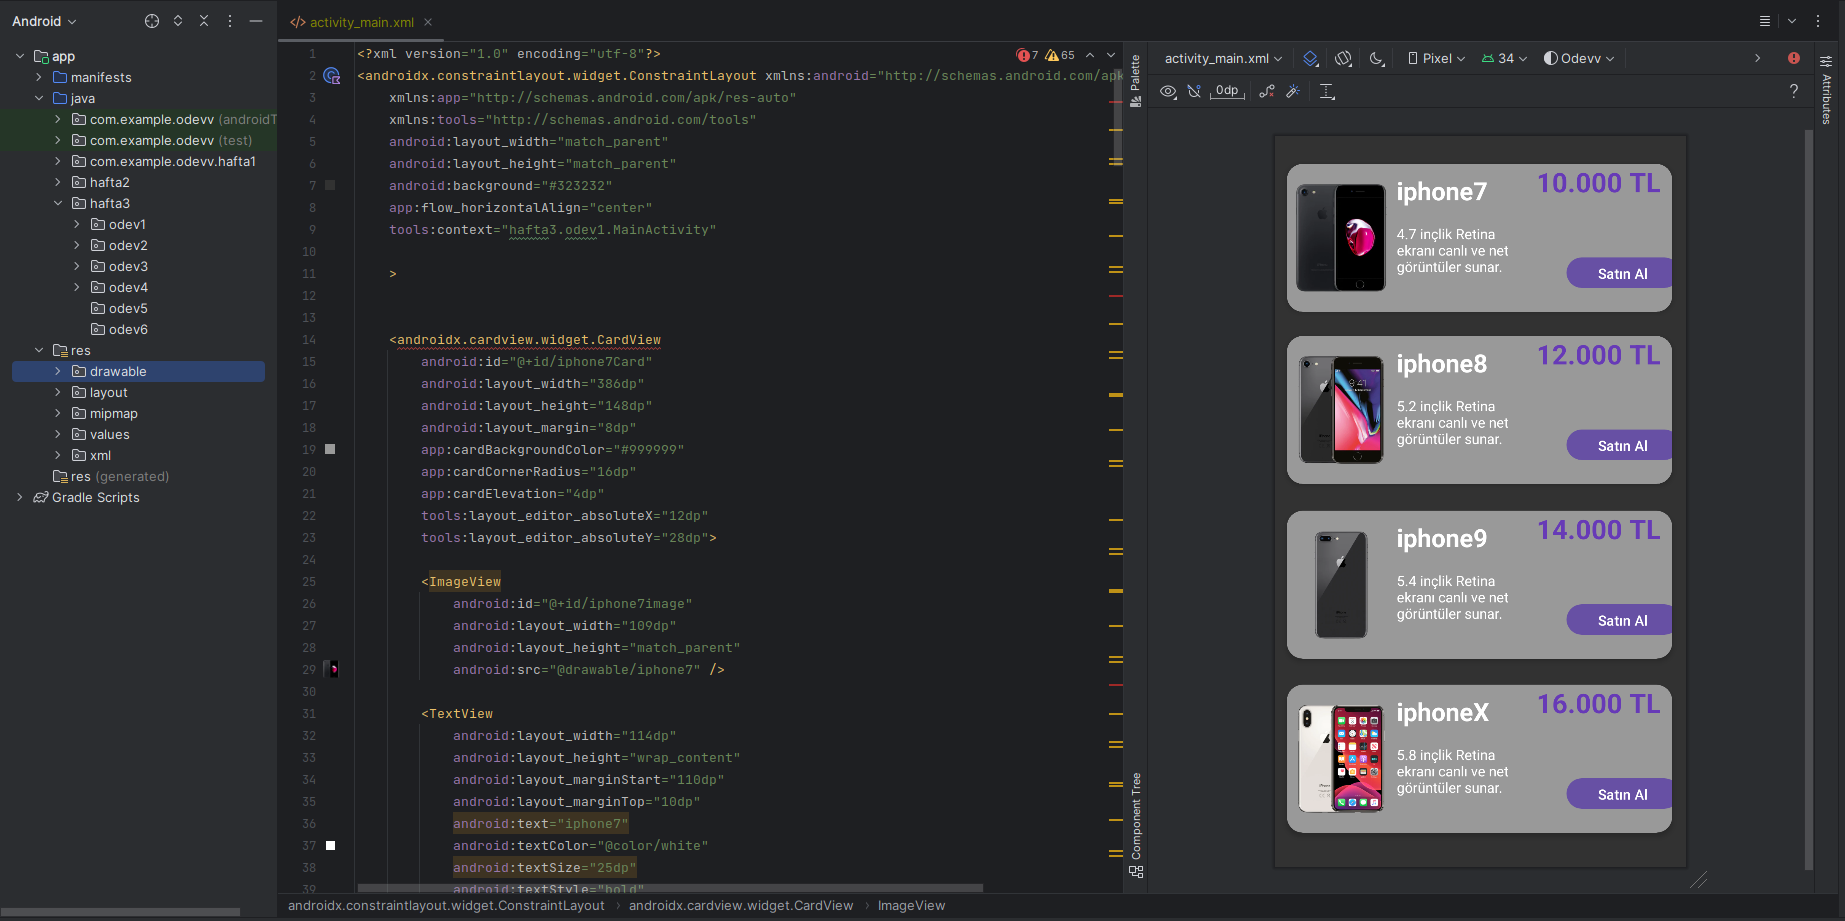 Android
activity_main.xml
app
manifests
java
com.example.odevv (androidT
com.example.odevv (test)
com.example.odevv.hafta1
hafta2
hafta3
odev1
odev2
odev3
odev4
odev5
odev6
res
drawable
layout
mipmap
values
xml
res (generated)
Gradle Scripts
7 65
1 <?xml version="1.0" encoding="utf-8"?>
2 <androidx.constraintlayout.widget.ConstraintLayout xmlns:android="http://schemas.android.com/apk
3 xmlns:app="http://schemas.android.com/apk/res-auto"
4 xmlns:tools="http://schemas.android.com/tools"
5 android:layout_width="match_parent"
6 android:layout_height="match_parent"
7 android:background="#323232"
8 app:flow_horizontalAlign="center"
9 tools:context="hafta3.odev1.MainActivity"
10
11 >
12
13
14 <androidx.cardview.widget.CardView
15 android:id="@+id/iphone7Card"
16 android:layout_width="386dp"
17 android:layout_height="148dp"
18 android:layout_margin="8dp"
19 app:cardBackgroundColor="#999999"
20 app:cardCornerRadius="16dp"
21 app:cardElevation="4dp"
22 tools:layout_editor_absoluteX="12dp"
23 tools:layout_editor_absoluteY="28dp">
24
25 <ImageView
26 android:id="@+id/iphone7image"
27 android:layout_width="109dp"
28 android:layout_height="match_parent"
29 android:src="@drawable/iphone7" />
30
31 <TextView
32 android:layout_width="114dp"
33 android:layout_height="wrap_content"
34 android:layout_marginStart="110dp"
35 android:layout_marginTop="10dp"
36 android:text="iphone7"
37 android:textColor="@color/white"
38 android:textSize="25dp"
39 android:textStyle="bold"
androidx.constraintlayout.widget.ConstraintLayout > androidx.cardview.widget.CardView > ImageView
Palette
Component Tree
activity_main.xml Pixel 34 Odevv
0dp ?
Attributes
iphone7
10.000 TL
4.7 inçlik Retina
ekranı canlı ve net
görüntüler sunar.
Satın Al
iphone8
12.000 TL
5.2 inçlik Retina
ekranı canlı ve net
görüntüler sunar.
Satın Al
iphone9
14.000 TL
5.4 inçlik Retina
ekranı canlı ve net
görüntüler sunar.
Satın Al
iphoneX
16.000 TL
5.8 inçlik Retina
ekranı canlı ve net
görüntüler sunar.
Satın Al